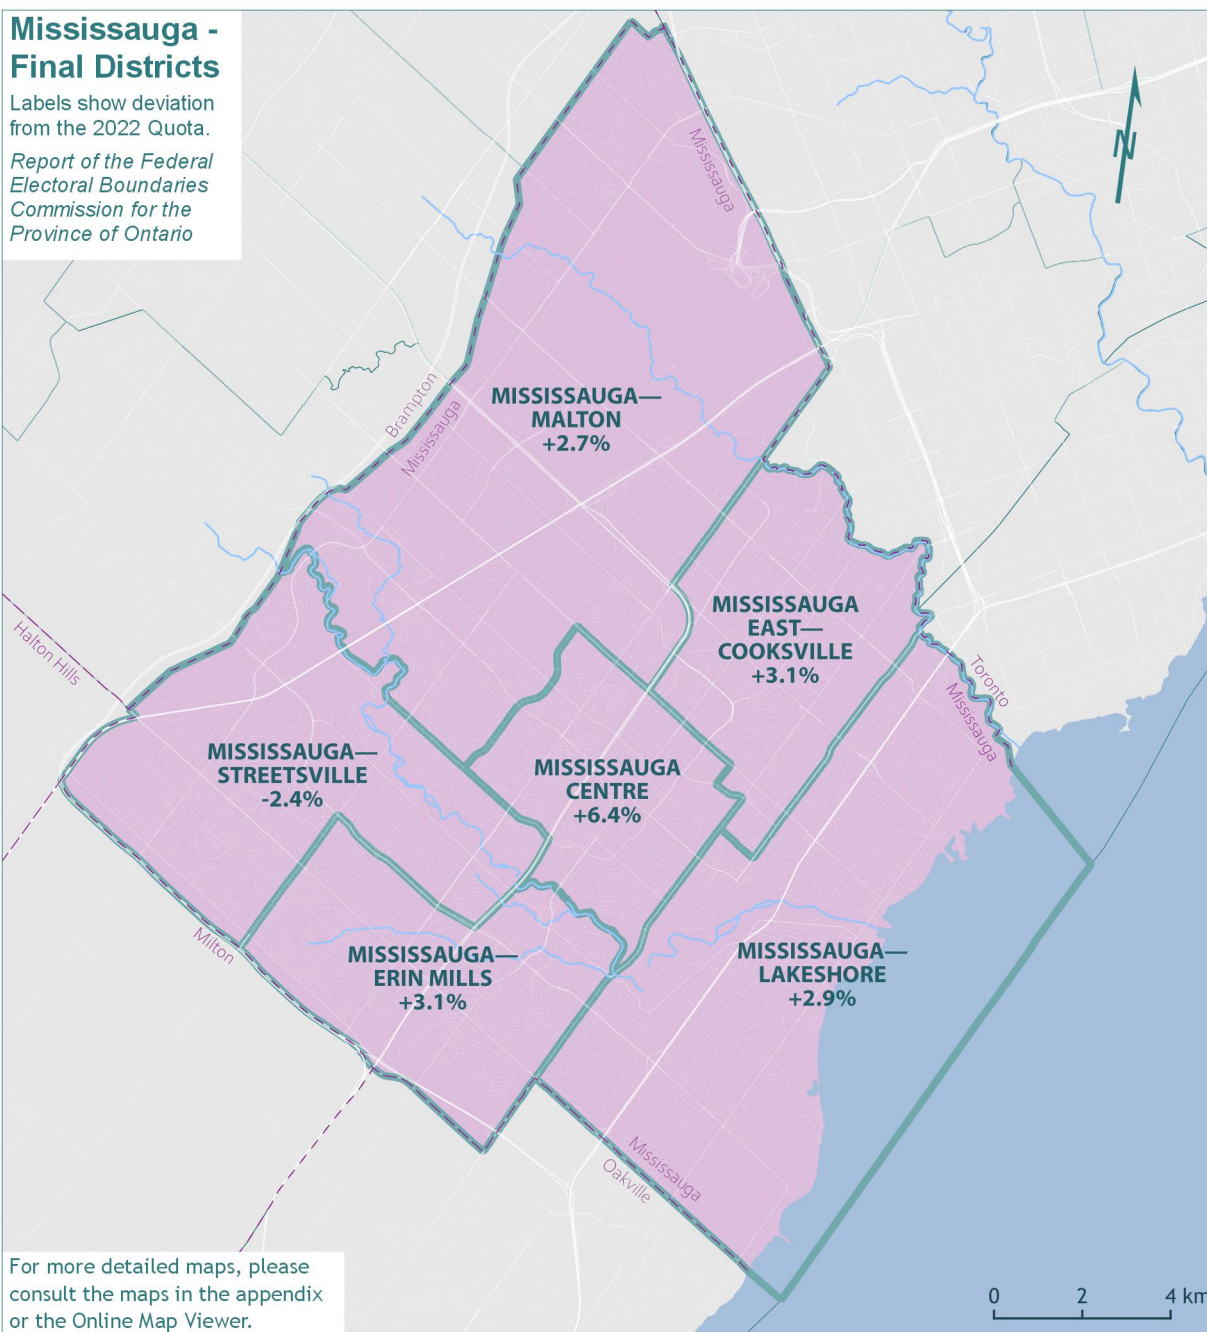 Mississauga -
Final Districts
Labels show deviation
from the 2022 Quota.
Report of the Federal
Electoral Boundaries
Commission for the
Province of Ontario
N
Mississauga
Brampton
Mississauga
MISSISSAUGA—
MALTON
+2.7%
MISSISSAUGA
EAST—
COOKSVILLE
+3.1%
Halton Hills
Toronto
Mississauga
MISSISSAUGA—
STREETSVILLE
-2.4%
MISSISSAUGA
CENTRE
+6.4%
Milton
MISSISSAUGA—
ERIN MILLS
+3.1%
MISSISSAUGA—
LAKESHORE
+2.9%
Mississauga
Oakville
For more detailed maps, please
consult the maps in the appendix
or the Online Map Viewer.
0 2 4 km